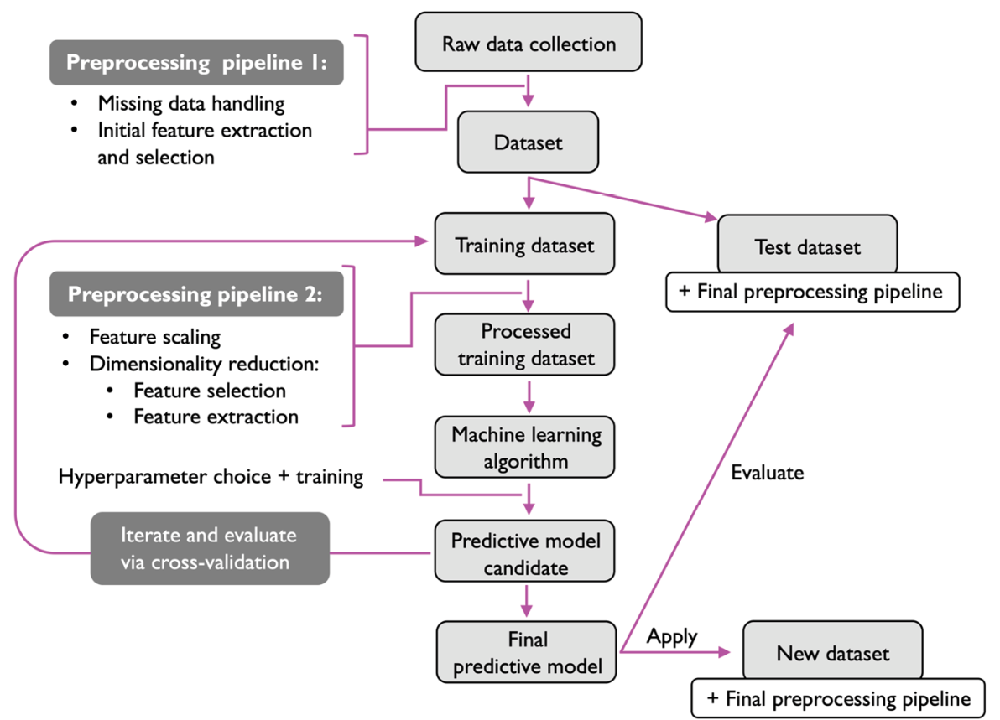 Raw data collection
Preprocessing pipeline 1:
• Missing data handling
• Initial feature extraction
and selection
Dataset
Training dataset
Test dataset
+ Final preprocessing pipeline
Preprocessing pipeline 2:
• Feature scaling
• Dimensionality reduction:
• Feature selection
• Feature extraction
Processed
training dataset
Machine learning
algorithm
Evaluate
Hyperparameter choice + training
Iterate and evaluate
via cross-validation
Predictive model
candidate
Final
predictive model
Apply
New dataset
+ Final preprocessing pipeline